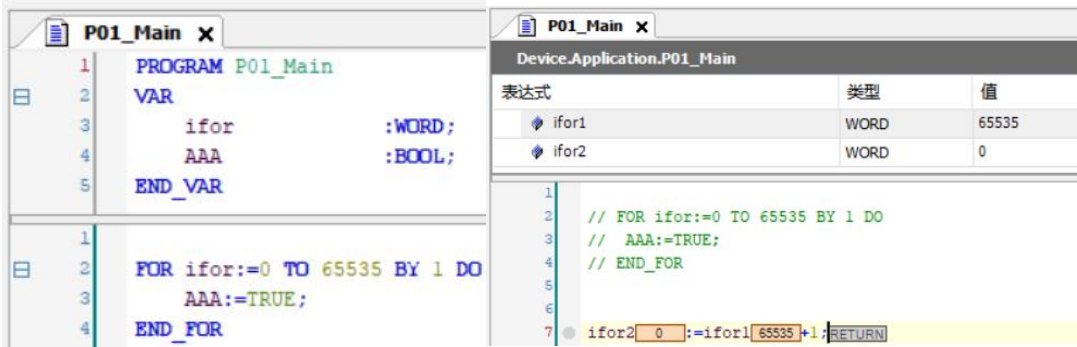 P01_Main
1 PROGRAM P01_Main
2 VAR
3 ifor :WORD;
4 AAA :BOOL;
5 END_VAR
1
2 FOR ifor:=0 TO 65535 BY 1 DO
3 AAA:=TRUE;
4 END_FOR
P01_Main
Device.Application.P01_Main
表达式 类型 值
ifor1 WORD 65535
ifor2 WORD 0
1
2 // FOR ifor:=0 TO 65535 BY 1 DO
3 // AAA:=TRUE;
4 // END_FOR
5
6
7 ifor2 0 :=ifor1 65535 +1;RETURN